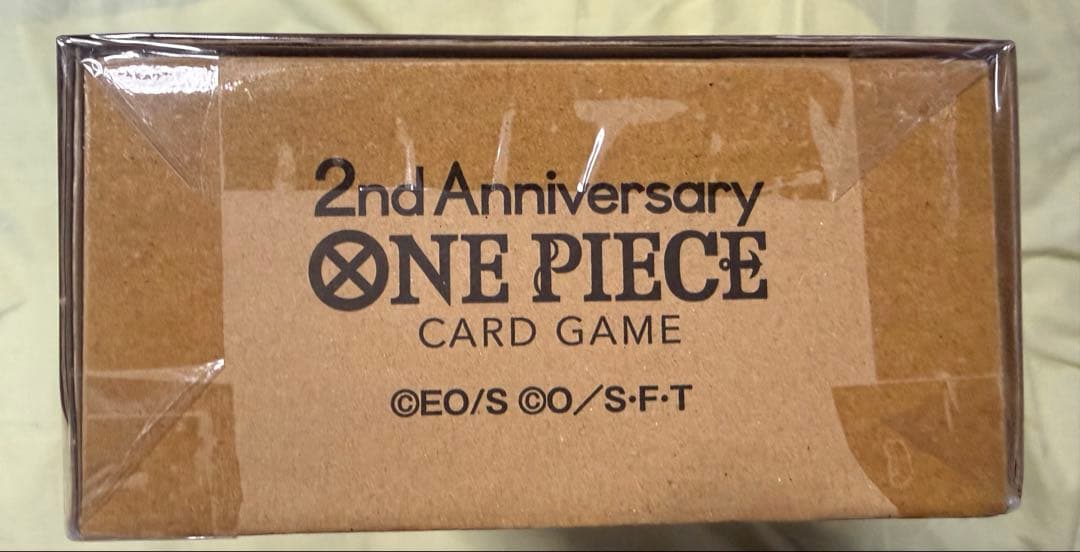 2nd Anniversary
ONE PIECE
CARD GAME
©EO/S ©O／S・F・T